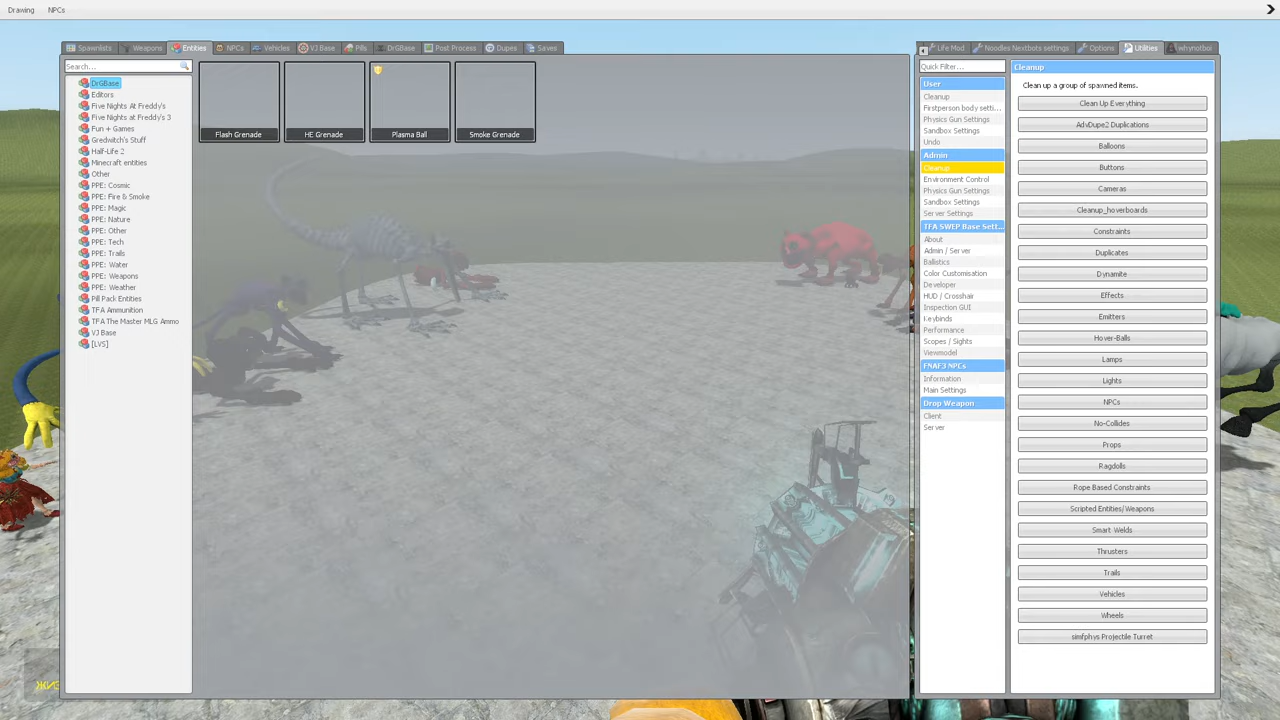 Drawing NPCs
Spawnlists Weapons Entities NPCs Vehicles VJ Base Pills DrGBase Post Process Dupes Saves
Search...
DrGBase
Editors
Five Nights At Freddy's
Five Nights at Freddy's 3
Fun + Games
Gredwitch's Stuff
Half-Life 2
Minecraft entities
Other
PPE: Cosmic
PPE: Fire & Smoke
PPE: Magic
PPE: Nature
PPE: Other
PPE: Tech
PPE: Trails
PPE: Water
PPE: Weapons
PPE: Weather
Pill Pack Entities
TFA Ammunition
TFA The Master MLG Ammo
VJ Base
[LVS]
Flash Grenade
HE Grenade
Plasma Ball
Smoke Grenade
Life Mod Noodles Nextbots settings Options Utilities whynotboi
Quick Filter...
User
Cleanup
Firstperson body setti...
Physics Gun Settings
Sandbox Settings
Undo
Admin
Cleanup
Environment Control
Physics Gun Settings
Sandbox Settings
Server Settings
TFA SWEP Base Sett...
About
Admin / Server
Ballistics
Color Customisation
Developer
HUD / Crosshair
Inspection GUI
Keybinds
Performance
Scopes / Sights
Viewmodel
FNAF3 NPCs
Information
Main Settings
Drop Weapon
Client
Server
Cleanup
Clean up a group of spawned items.
Clean Up Everything
AdvDupe2 Duplications
Balloons
Buttons
Cameras
Cleanup_hoverboards
Constraints
Duplicates
Dynamite
Effects
Emitters
Hover-Balls
Lamps
Lights
NPCs
No-Collides
Props
Ragdolls
Rope Based Constraints
Scripted Entities/Weapons
Smart Welds
Thrusters
Trails
Vehicles
Wheels
simfphys Projectile Turret